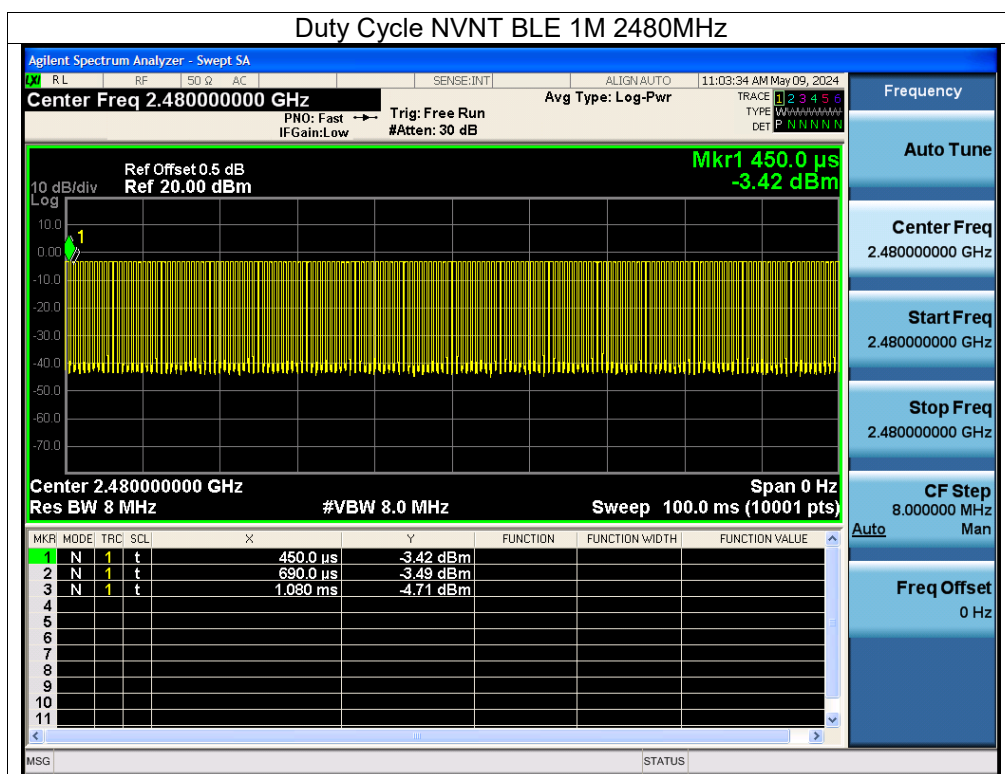 Duty Cycle NVNT BLE 1M 2480MHz
Agilent Spectrum Analyzer - Swept SA
LXI RL RF 50 Ω AC SENSE:INT ALIGN AUTO 11:03:34 AM May 09, 2024
Center Freq 2.480000000 GHz
PNO: Fast
IFGain:Low
Trig: Free Run
#Atten: 30 dB
Avg Type: Log-Pwr
TRACE 1 2 3 4 5 6
TYPE W
DET P N N N N N
Ref Offset 0.5 dB
10 dB/div Ref 20.00 dBm
Log
Mkr1 450.0 µs
-3.42 dBm
10.0
0.00
-10.0
-20.0
-30.0
-40.0
-50.0
-60.0
-70.0
1
Center 2.480000000 GHz Span 0 Hz
Res BW 8 MHz #VBW 8.0 MHz Sweep 100.0 ms (10001 pts)
MKR MODE TRC SCL X Y FUNCTION FUNCTION WIDTH FUNCTION VALUE
1 N 1 t 450.0 µs -3.42 dBm
2 N 1 t 690.0 µs -3.49 dBm
3 N 1 t 1.080 ms -4.71 dBm
4
5
6
7
8
9
10
11
MSG STATUS
Frequency
Auto Tune
Center Freq
2.480000000 GHz
Start Freq
2.480000000 GHz
Stop Freq
2.480000000 GHz
CF Step
8.000000 MHz
Auto Man
Freq Offset
0 Hz